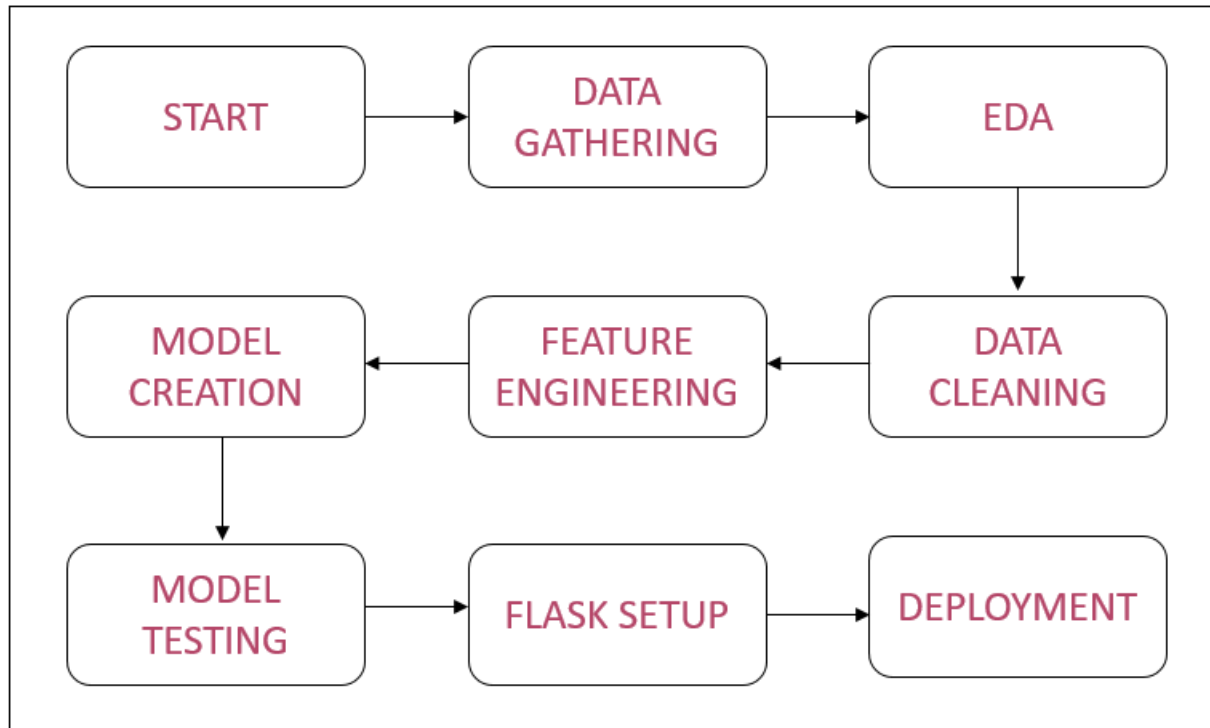 START
DATA
GATHERING
EDA
MODEL
CREATION
FEATURE
ENGINEERING
DATA
CLEANING
MODEL
TESTING
FLASK SETUP
DEPLOYMENT